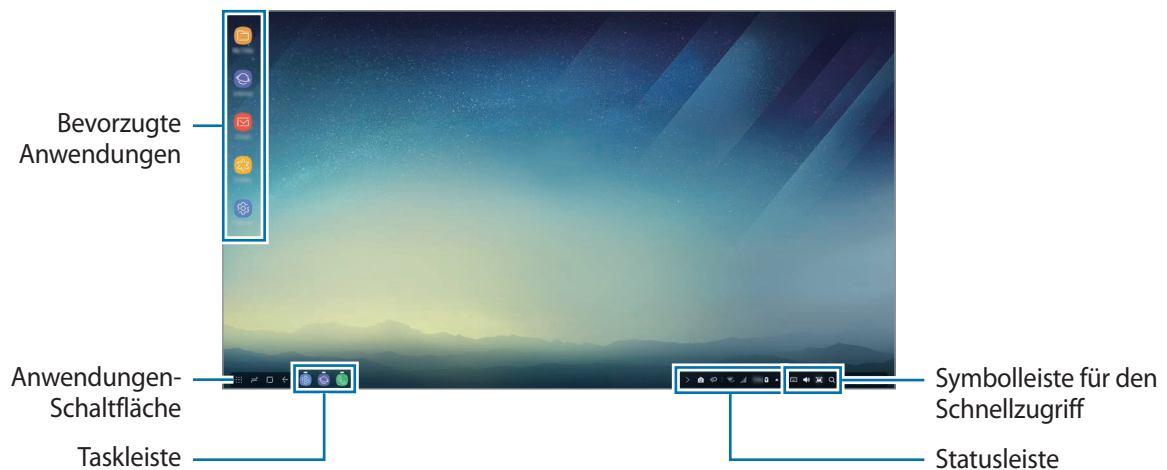 Bevorzugte
Anwendungen
Anwendungen-
Schaltfläche
Taskleiste
Symbolleiste für den
Schnellzugriff
Statusleiste